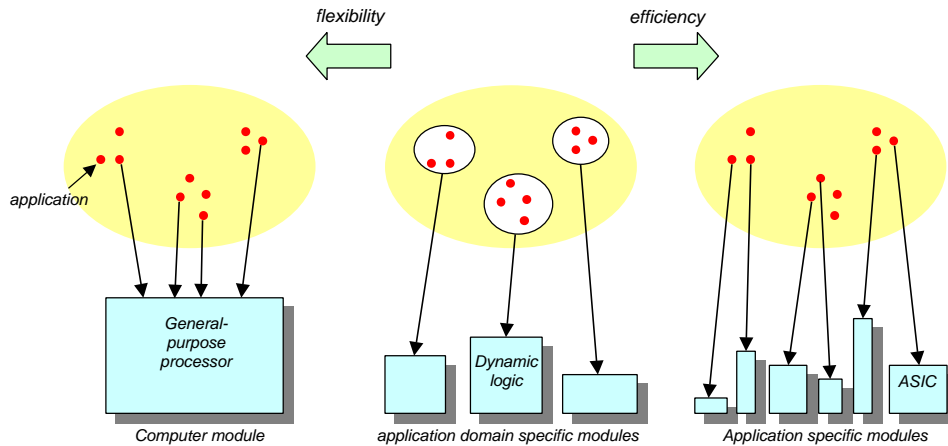 flexibility
efficiency
application
General-
purpose
processor
Dynamic
logic
ASIC
Computer module
application domain specific modules
Application specific modules